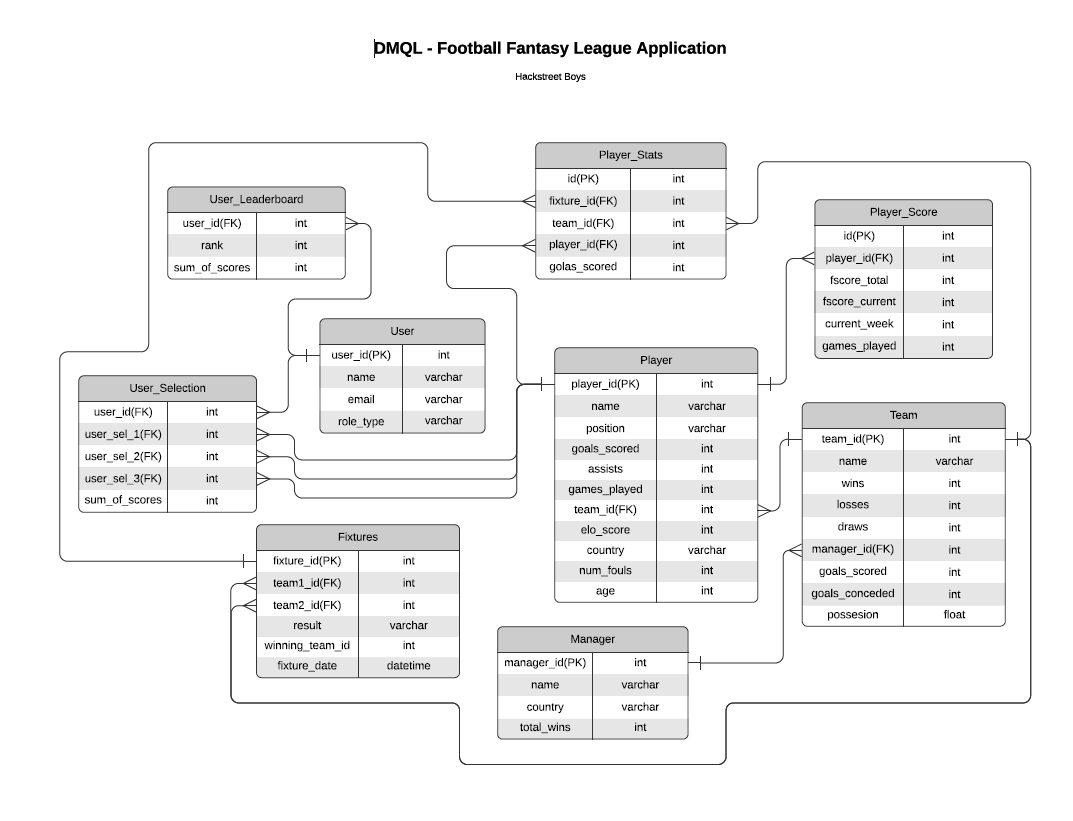 DMQL - Football Fantasy League Application
Hackstreet Boys
Player_Stats
id(PK) int
fixture_id(FK) int
team_id(FK) int
player_id(FK) int
golas_scored int
User_Leaderboard
user_id(FK) int
rank int
sum_of_scores int
Player_Score
id(PK) int
player_id(FK) int
fscore_total int
fscore_current int
current_week int
games_played int
User
user_id(PK) int
name varchar
email varchar
role_type varchar
User_Selection
user_id(FK) int
user_sel_1(FK) int
user_sel_2(FK) int
user_sel_3(FK) int
sum_of_scores int
Player
player_id(PK) int
name varchar
position varchar
goals_scored int
assists int
games_played int
team_id(FK) int
elo_score int
country varchar
num_fouls int
age int
Team
team_id(PK) int
name varchar
wins int
losses int
draws int
manager_id(FK) int
goals_scored int
goals_conceded int
possesion float
Fixtures
fixture_id(PK) int
team1_id(FK) int
team2_id(FK) int
result varchar
winning_team_id int
fixture_date datetime
Manager
manager_id(PK) int
name varchar
country varchar
total_wins int